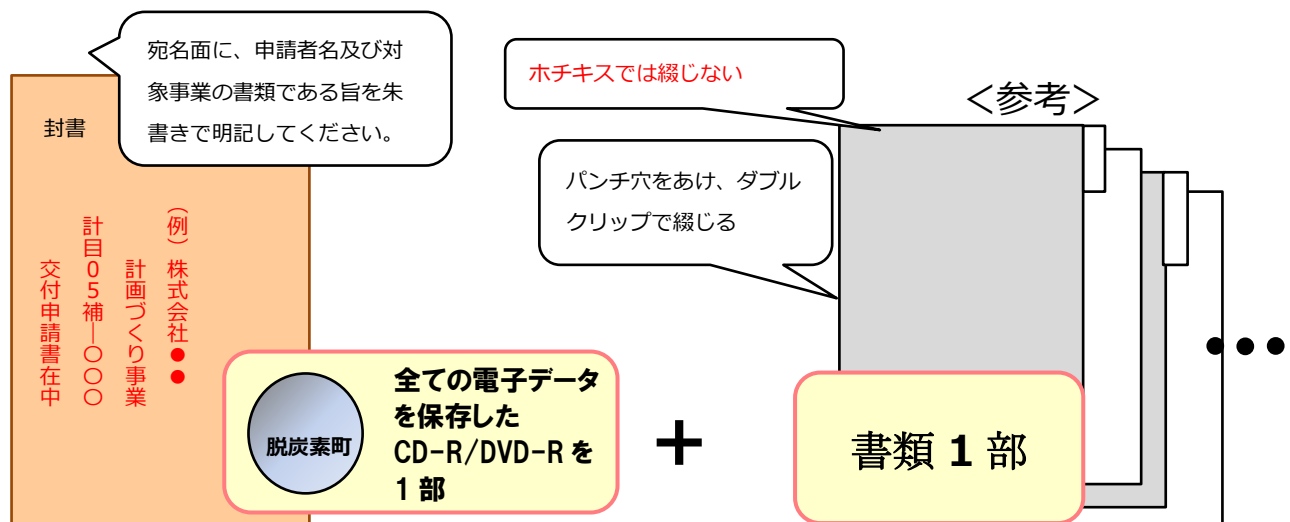 宛名面に、申請者名及び対
象事業の書類である旨を朱
書きで明記してください。
封書
（例）株式会社●●
計画づくり事業
計目０５補―〇〇〇
交付申請書在中
ホチキスでは綴じない
＜参考＞
パンチ穴をあけ、ダブル
クリップで綴じる
脱炭素町
全ての電子データ
を保存した
CD-R/DVD-R を
1 部
＋
書類 1 部
●●●